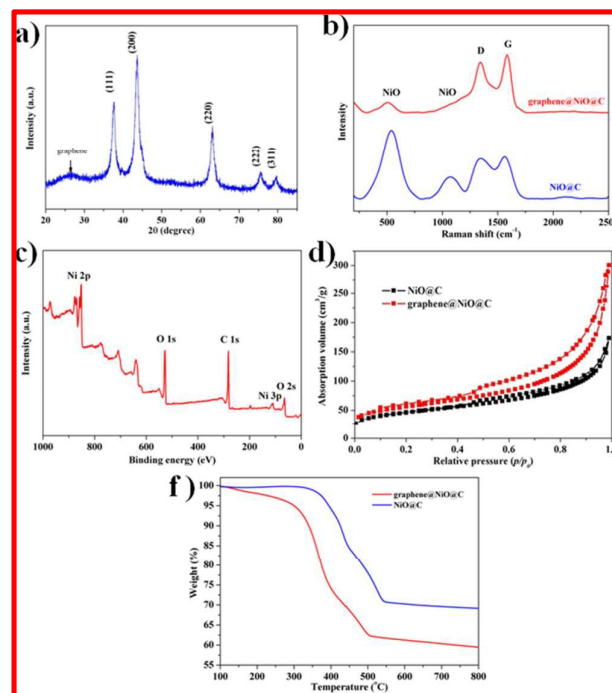 a)
Intensity (a.u.)
(111)
(200)
(220)
(222)
(311)
graphene
20 30 40 50 60 70 80
2θ (degree)
b)
Intensity
NiO
NiO
D
G
graphene@NiO@C
NiO@C
500 1000 1500 2000 2500
Raman shift (cm-1)
c)
Intensity (a.u.)
Ni 2p
O 1s
C 1s
Ni 3p
O 2s
1000 800 600 400 200 0
Binding energy (eV)
d)
Absorption volume (cm3/g)
300
250
200
150
100
50
0
NiO@C
graphene@NiO@C
0.0 0.2 0.4 0.6 0.8 1.
Relative pressure (p/p0)
f)
Weight (%)
100
95
90
85
80
75
70
65
60
55
graphene@NiO@C
NiO@C
100 200 300 400 500 600 700 800
Temperature (°C)